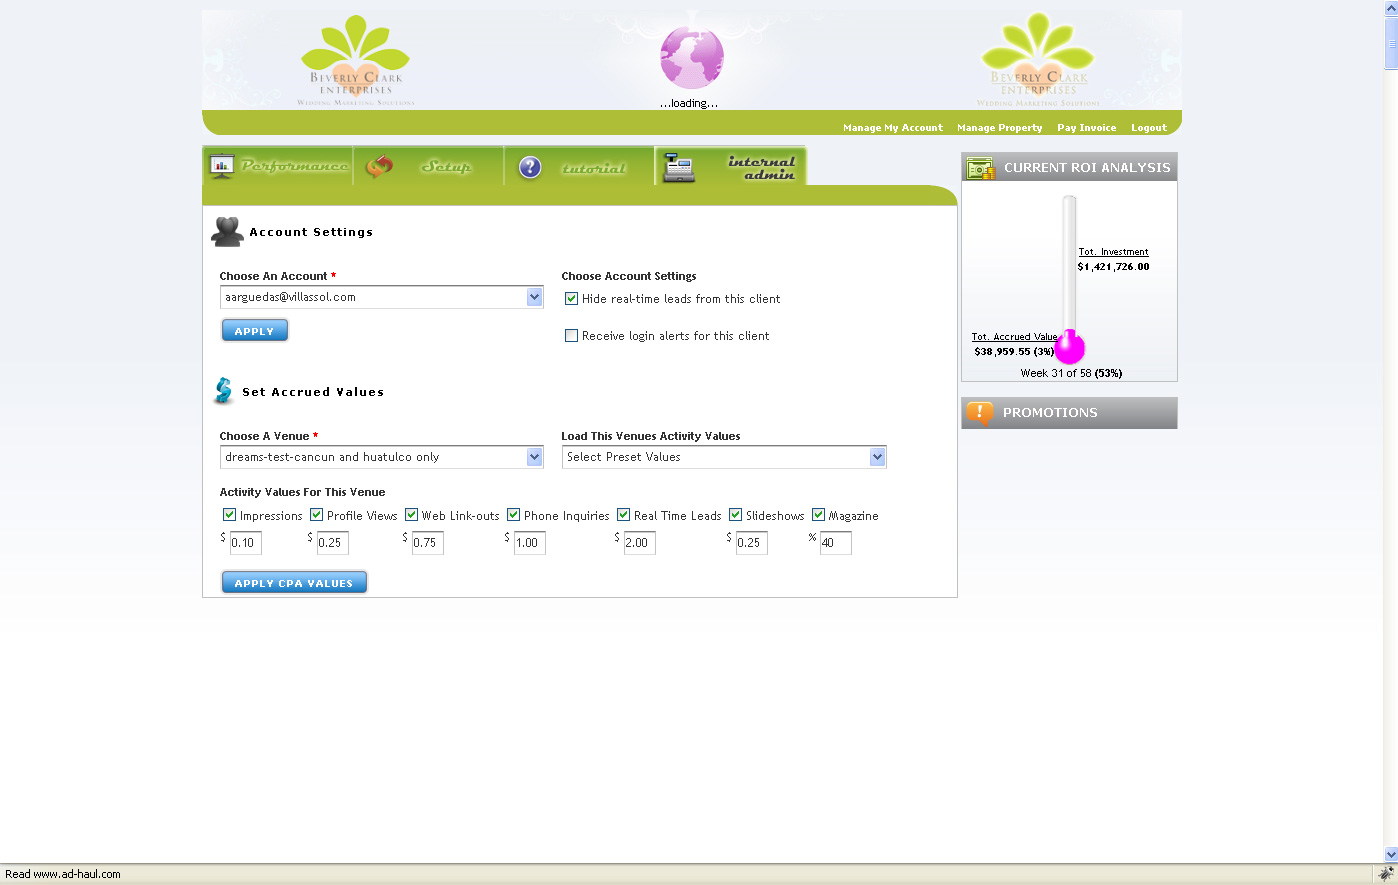 BEVERLY CLARK
ENTERPRISES
WEDDING MARKETING SOLUTIONS
...loading...
BEVERLY CLARK
ENTERPRISES
WEDDING MARKETING SOLUTIONS
Manage My Account Manage Property Pay Invoice Logout
Performance Setup tutorial internal admin
Account Settings
Choose An Account *
aarguedas@villassol.com
APPLY
Choose Account Settings
Hide real-time leads from this client
Receive login alerts for this client
Set Accrued Values
Choose A Venue *
dreams-test-cancun and huatulco only
Load This Venues Activity Values
Select Preset Values
Activity Values For This Venue
Impressions Profile Views Web Link-outs Phone Inquiries Real Time Leads Slideshows Magazine
$ 0.10 $ 0.25 $ 0.75 $ 1.00 $ 2.00 $ 0.25 % 40
APPLY CPA VALUES
CURRENT ROI ANALYSIS
Tot. Investment
$1,421,726.00
Tot. Accrued Value
$38,959.55 (3%)
Week 31 of 58 (53%)
PROMOTIONS
Read www.ad-haul.com